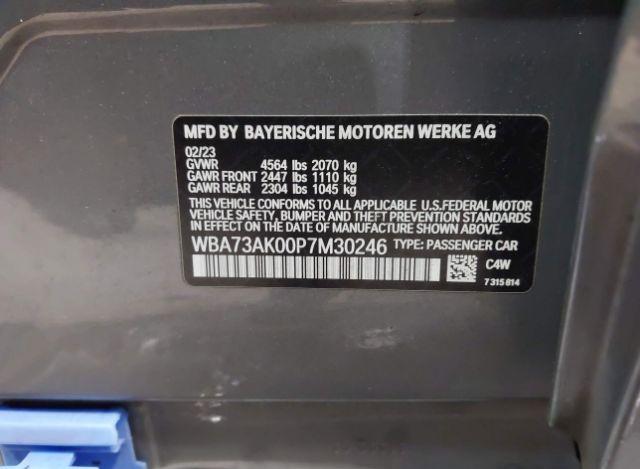 MFD BY BAYERISCHE MOTOREN WERKE AG
02/23
GVWR 4564 lbs 2070 kg
GAWR FRONT 2447 lbs 1110 kg
GAWR REAR 2304 lbs 1045 kg
THIS VEHICLE CONFORMS TO ALL APPLICABLE U.S.FEDERAL MOTOR
VEHICLE SAFETY, BUMPER AND THEFT PREVENTION STANDARDS
IN EFFECT ON THE DATE OF MANUFACTURE SHOWN ABOVE.
WBA73AK00P7M30246 TYPE: PASSENGER CAR
C4W
7 315 814